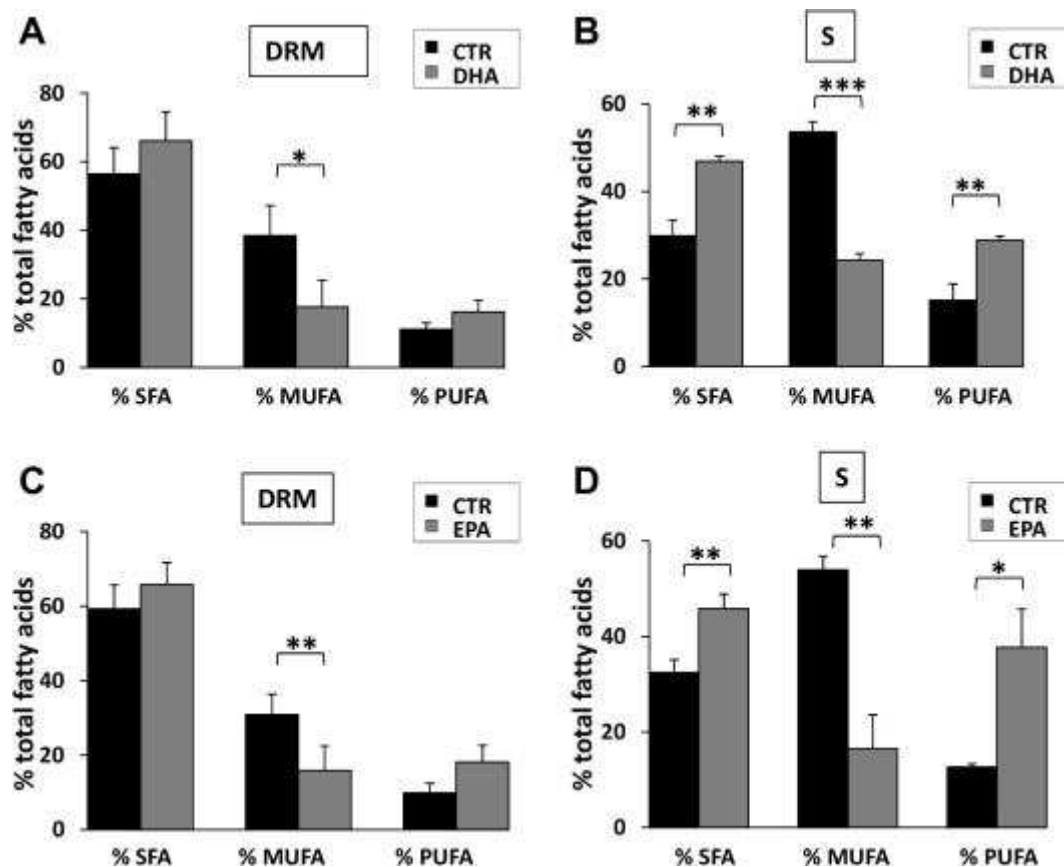 A
DRM
CTR
DHA
% total fatty acids
80
60
40
20
0
*
% SFA
% MUFA
% PUFA
B
S
CTR
DHA
% total fatty acids
60
40
20
0
**
***
**
% SFA
% MUFA
% PUFA
C
DRM
CTR
EPA
% total fatty acids
80
60
40
20
0
**
% SFA
% MUFA
% PUFA
D
S
CTR
EPA
% total fatty acids
60
40
20
0
**
**
*
% SFA
% MUFA
% PUFA